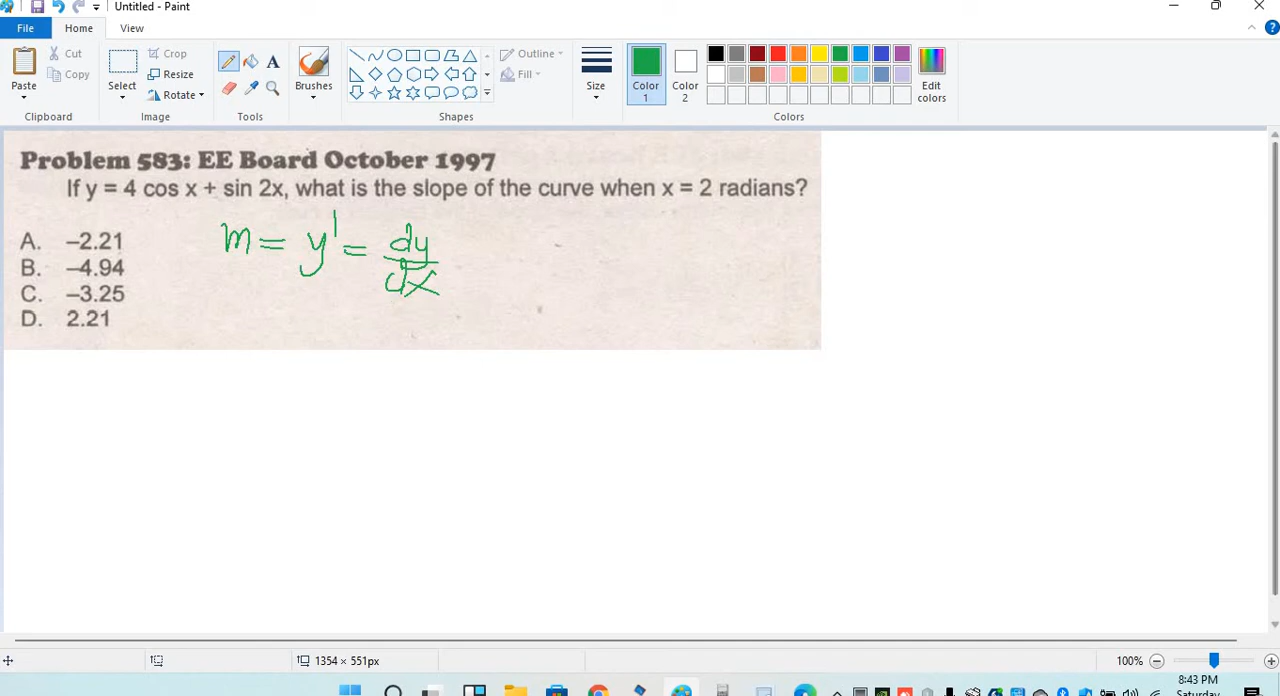 Untitled - Paint
File Home View
Paste
Cut
Copy
Clipboard
Select
Crop
Resize
Rotate
Image
A
Tools
Brushes
Outline
Fill
Shapes
Size
Color 1
Color 2
Edit colors
Colors
Problem 583: EE Board October 1997
If y = 4 cos x + sin 2x, what is the slope of the curve when x = 2 radians?
A. –2.21
B. –4.94
C. –3.25
D. 2.21
m = y' = dy/dx
1354 × 551px
100%
8:43 PM
Saturday